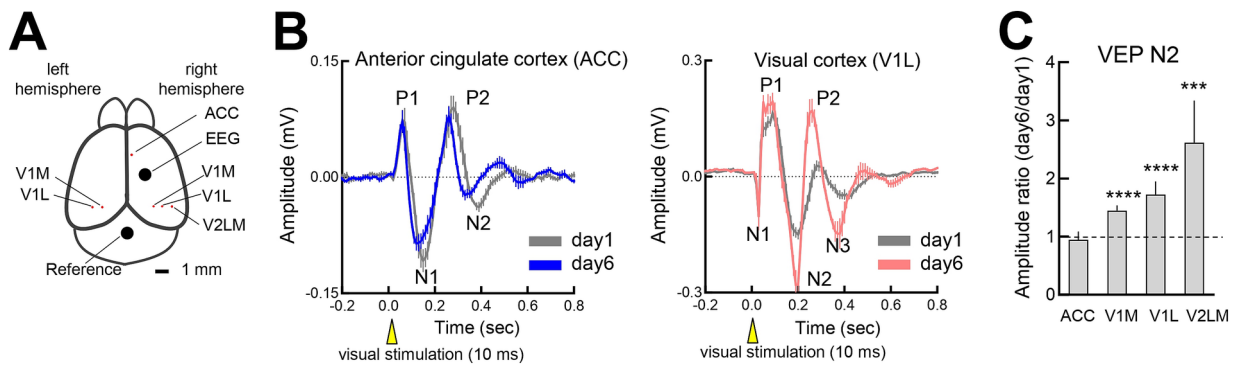 A
left hemisphere
right hemisphere
ACC
EEG
V1M
V1L
V1M
V1L
V2LM
Reference
1 mm
B
Anterior cingulate cortex (ACC)
Amplitude (mV)
0.15
0.00
-0.15
P1
P2
N1
N2
day1
day6
-0.2 0.0 0.2 0.4 0.6 0.8
Time (sec)
visual stimulation (10 ms)
Visual cortex (V1L)
Amplitude (mV)
0.3
0.0
-0.3
P1
P2
N1
N2
N3
day1
day6
-0.2 0.0 0.2 0.4 0.6 0.8
Time (sec)
visual stimulation (10 ms)
C
VEP N2
Amplitude ratio (day6/day1)
4
3
2
1
0
****
****
***
ACC V1M V1L V2LM